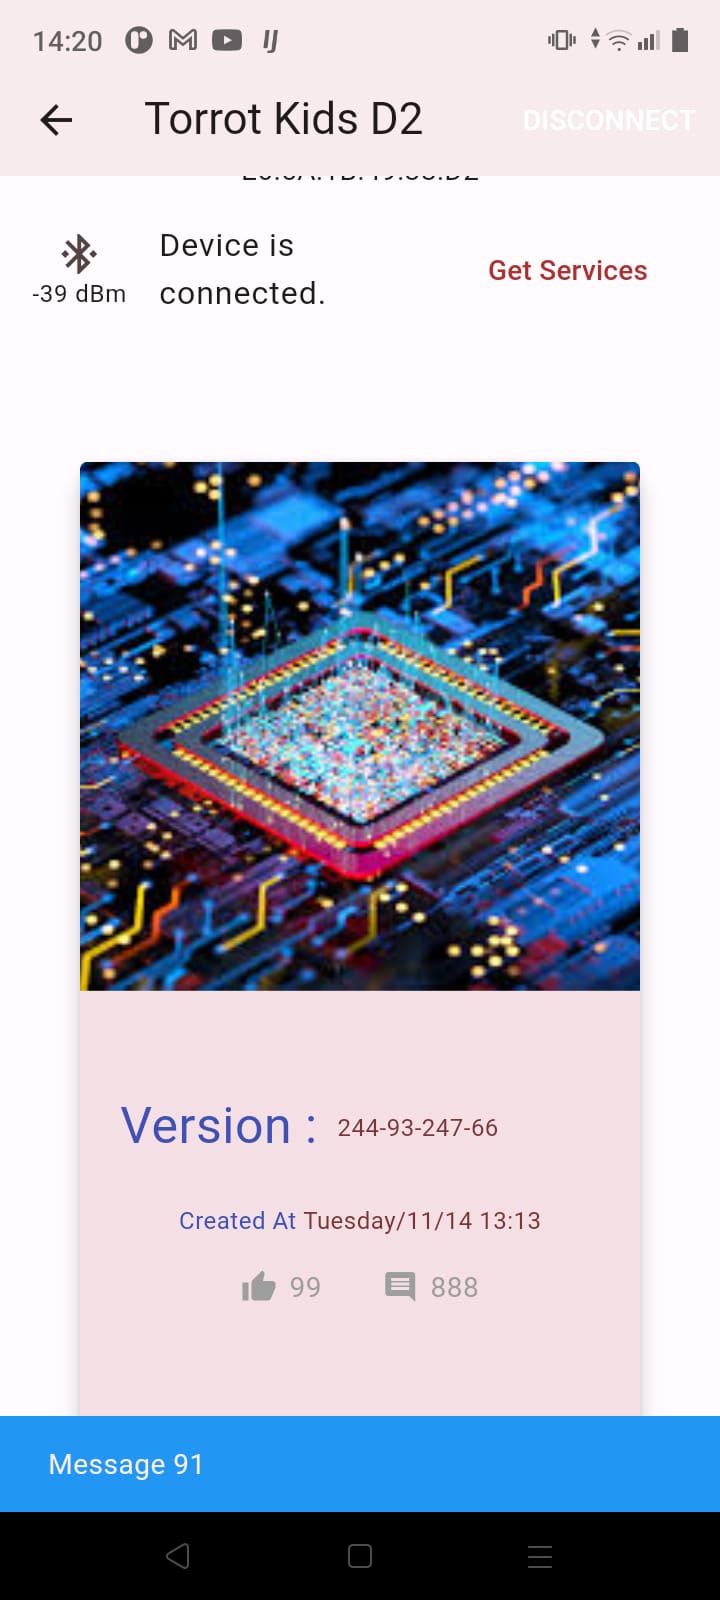 14:20
Torrot Kids D2 DISCONNECT
Device is
connected.
-39 dBm
Get Services
Version : 244-93-247-66
Created At Tuesday/11/14 13:13
99 888
Message 91